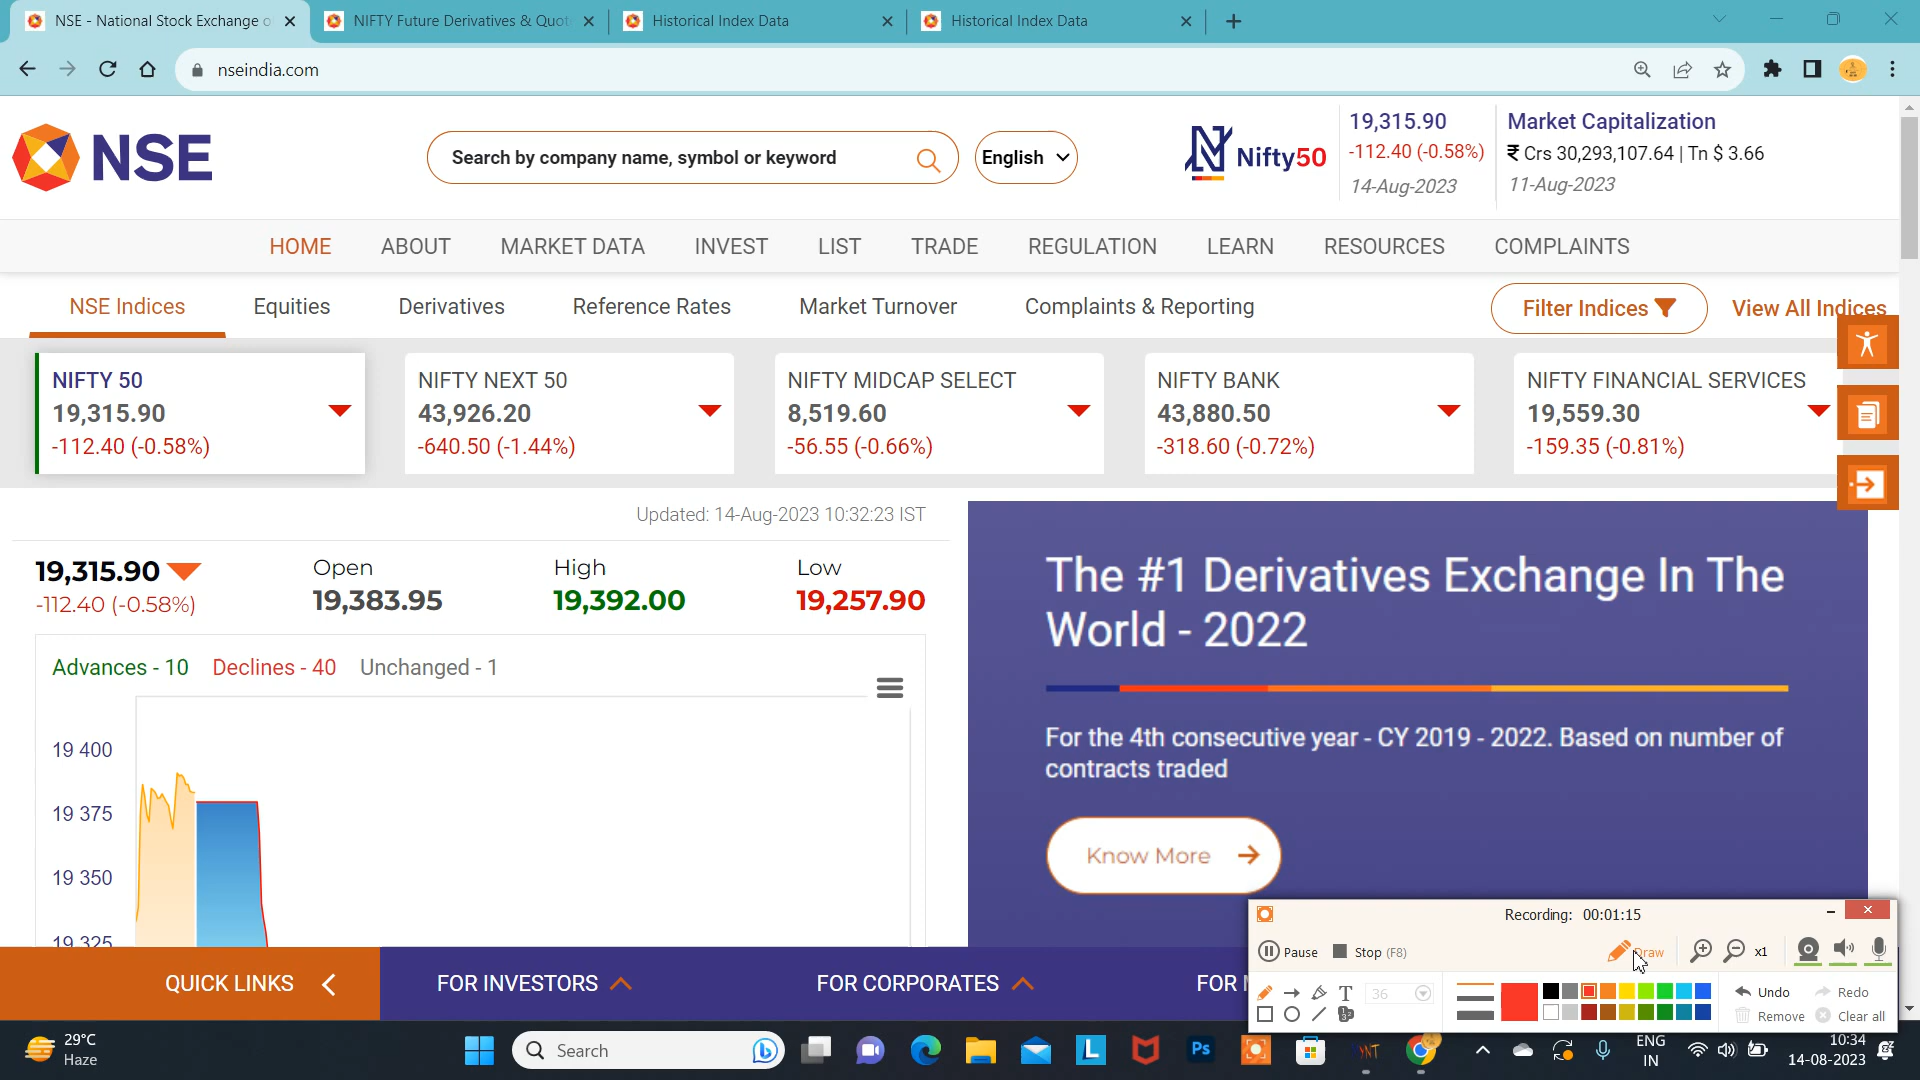 NSE - National Stock Exchange o
NIFTY Future Derivatives & Quot
Historical Index Data
Historical Index Data
nseindia.com
NSE
Search by company name, symbol or keyword
English
Nifty50
19,315.90
-112.40 (-0.58%)
14-Aug-2023
Market Capitalization
₹ Crs 30,293,107.64 | Tn $ 3.66
11-Aug-2023
HOME ABOUT MARKET DATA INVEST LIST TRADE REGULATION LEARN RESOURCES COMPLAINTS
NSE Indices Equities Derivatives Reference Rates Market Turnover Complaints & Reporting Filter Indices View All Indices
NIFTY 50
19,315.90
-112.40 (-0.58%)
NIFTY NEXT 50
43,926.20
-640.50 (-1.44%)
NIFTY MIDCAP SELECT
8,519.60
-56.55 (-0.66%)
NIFTY BANK
43,880.50
-318.60 (-0.72%)
NIFTY FINANCIAL SERVICES
19,559.30
-159.35 (-0.81%)
Updated: 14-Aug-2023 10:32:23 IST
19,315.90
-112.40 (-0.58%)
Open
19,383.95
High
19,392.00
Low
19,257.90
Advances - 10 Declines - 40 Unchanged - 1
19 400
19 375
19 350
19 325
The #1 Derivatives Exchange In The
World - 2022
For the 4th consecutive year - CY 2019 - 2022. Based on number of
contracts traded
Know More
Recording: 00:01:15
Pause Stop (F8) Draw x1
T 36 Undo Redo
Remove Clear all
QUICK LINKS FOR INVESTORS FOR CORPORATES FOR
29°C
Haze
Search
L
Ps
ENG
IN
10:34
14-08-2023